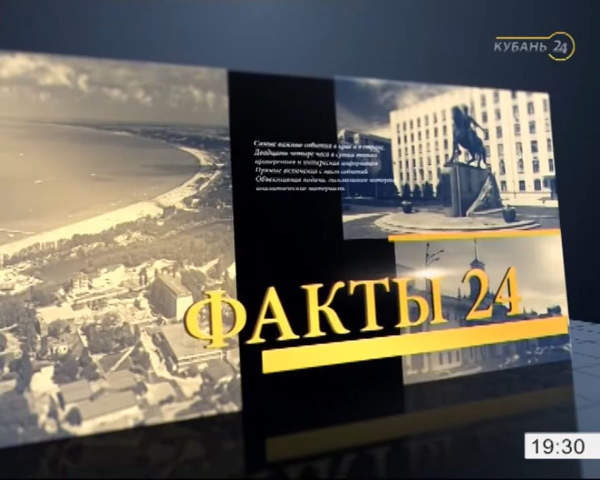 КУБАНЬ 24
Самые важные события в крае и в стране.
Двадцать четыре часа в сутки только
проверенная и интересная информация
Прямые включения с мест событий
Объективная подача, эксклюзивные
аналитические материалы.
ФАКТЫ 24
19:30